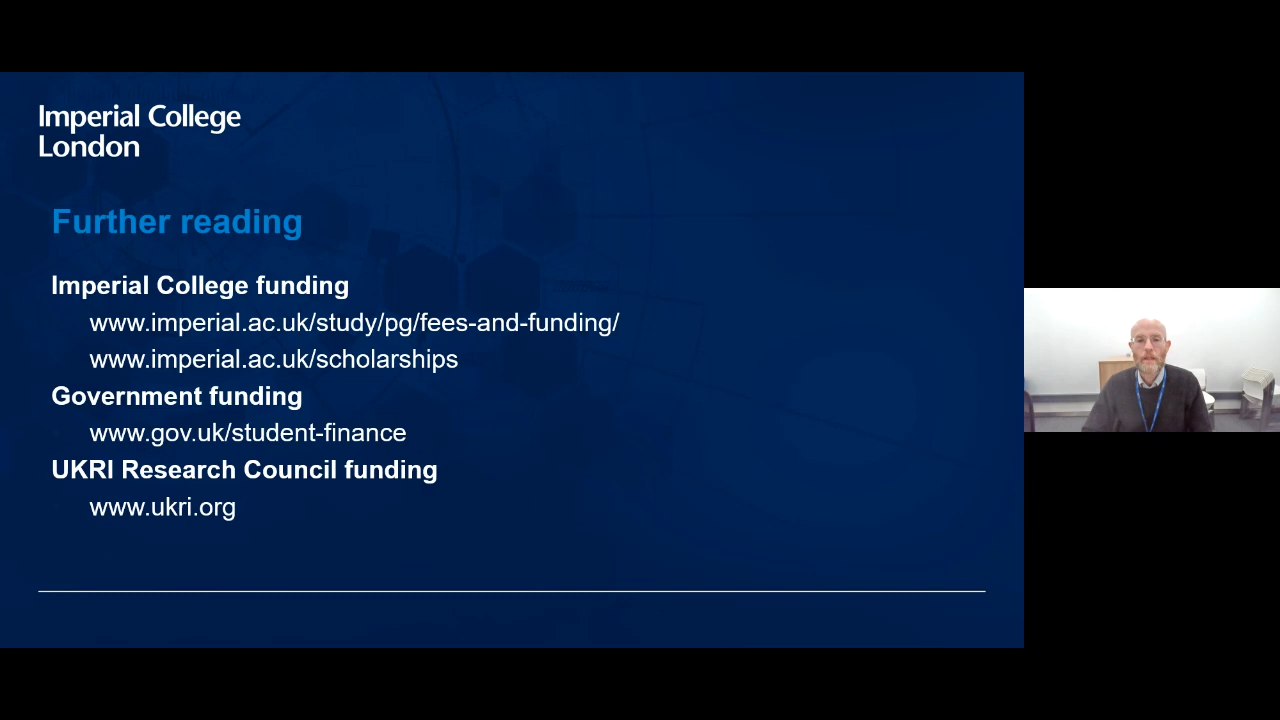 Imperial College
London
Further reading
Imperial College funding
www.imperial.ac.uk/study/pg/fees-and-funding/
www.imperial.ac.uk/scholarships
Government funding
www.gov.uk/student-finance
UKRI Research Council funding
www.ukri.org